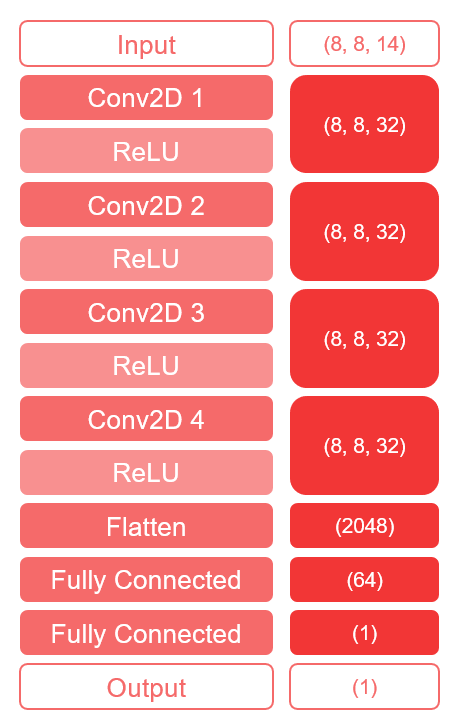 Input
(8, 8, 14)
Conv2D 1
ReLU
(8, 8, 32)
Conv2D 2
ReLU
(8, 8, 32)
Conv2D 3
ReLU
(8, 8, 32)
Conv2D 4
ReLU
(8, 8, 32)
Flatten
(2048)
Fully Connected
(64)
Fully Connected
(1)
Output
(1)